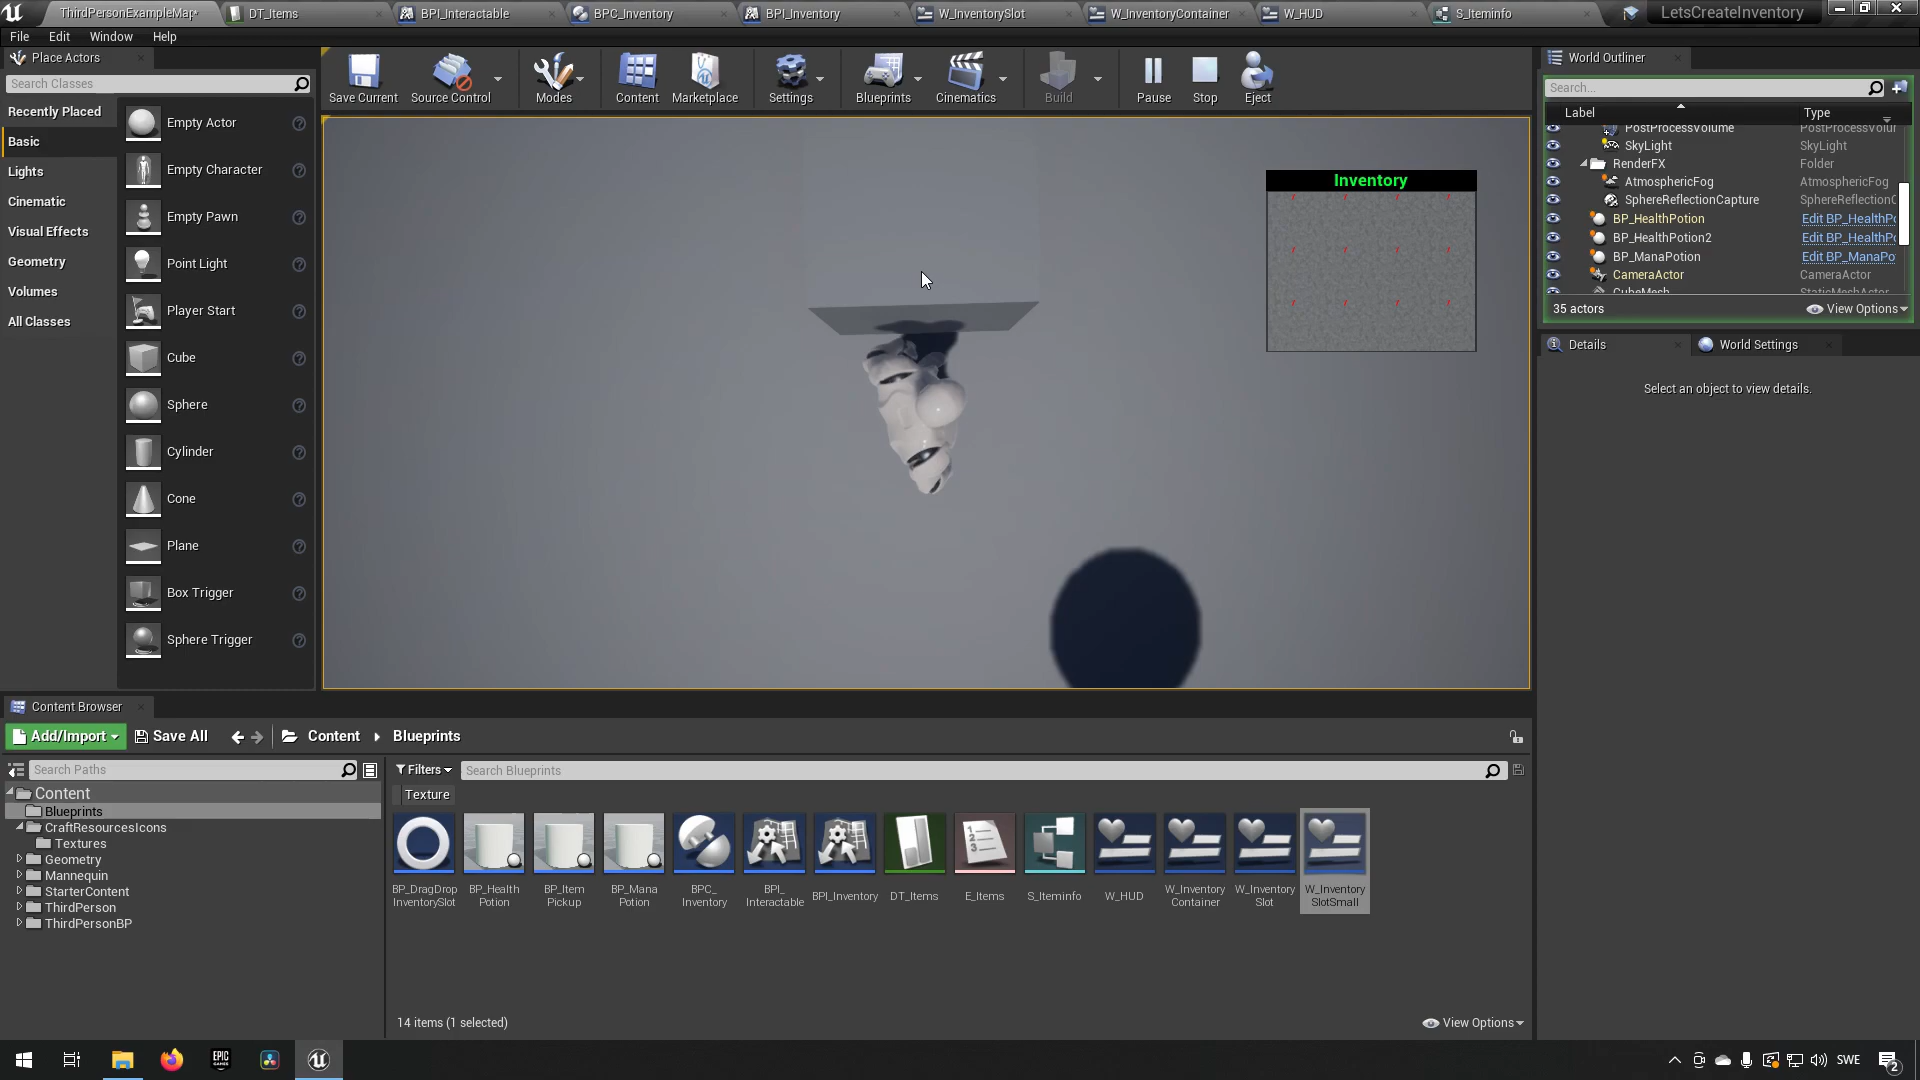 ThirdPersonExampleMap*
DT_Items
BPI_Interactable
BPC_Inventory
BPI_Inventory
W_InventorySlot
W_InventoryContainer
W_HUD
S_Iteminfo
LetsCreateInventory
File Edit Window Help
Place Actors
Search Classes
Recently Placed
Basic
Lights
Cinematic
Visual Effects
Geometry
Volumes
All Classes
Empty Actor
Empty Character
Empty Pawn
Point Light
Player Start
Cube
Sphere
Cylinder
Cone
Plane
Box Trigger
Sphere Trigger
Save Current
Source Control
Modes
Content
Marketplace
Settings
Blueprints
Cinematics
Build
Pause
Stop
Eject
Inventory
World Outliner
Search...
Label Type
PostProcessVolume PostProcessVolur
SkyLight SkyLight
RenderFX Folder
AtmosphericFog AtmosphericFog
SphereReflectionCapture SphereReflectionC
BP_HealthPotion Edit BP_HealthPo
BP_HealthPotion2 Edit BP_HealthPo
BP_ManaPotion Edit BP_ManaPo
CameraActor CameraActor
CubeMesh StaticMeshActor
35 actors View Options
Details
World Settings
Select an object to view details.
Content Browser
Add/Import Save All Content Blueprints
Search Paths
Content
Blueprints
CraftResourcesIcons
Textures
Geometry
Mannequin
StarterContent
ThirdPerson
ThirdPersonBP
Filters Search Blueprints
Texture
BP_DragDrop
InventorySlot
BP_Health
Potion
BP_Item
Pickup
BP_Mana
Potion
BPC_
Inventory
BPI_
Interactable
BPI_Inventory
DT_Items
E_Items
S_Iteminfo
W_HUD
W_Inventory
Container
W_Inventory
Slot
W_Inventory
SlotSmall
14 items (1 selected)
View Options
SWE
2